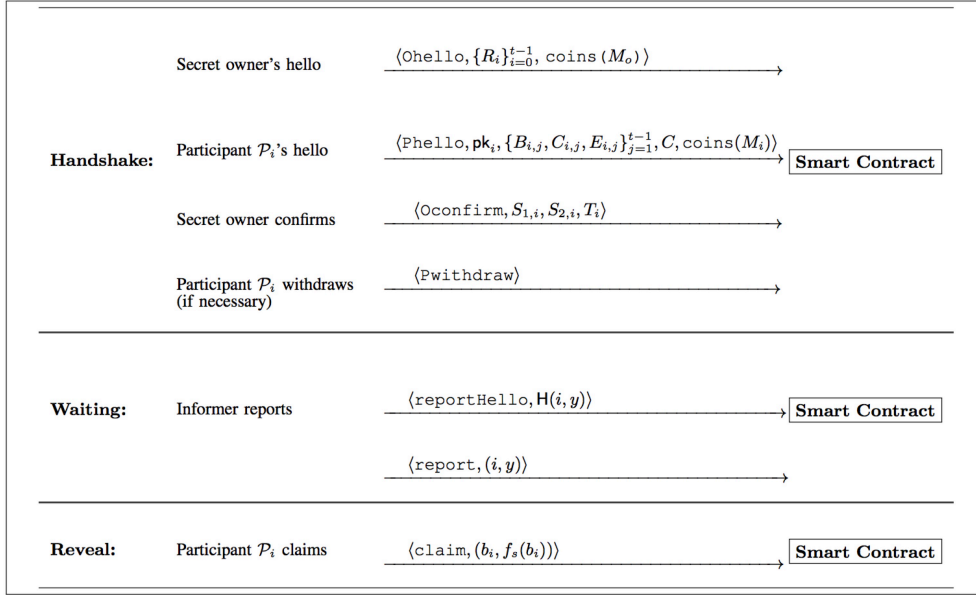 Secret owner's hello ⟨Ohello, {R_i}_{i=0}^{t−1}, coins(M_o)⟩
Handshake: Participant 𝒫_i's hello ⟨Phello, pk_i, {B_{i,j}, C_{i,j}, E_{i,j}}_{j=1}^{t−1}, C, coins(M_i)⟩ Smart Contract
Secret owner confirms ⟨Oconfirm, S_{1,i}, S_{2,i}, T_i⟩
Participant 𝒫_i withdraws ⟨Pwithdraw⟩
(if necessary)
Waiting: Informer reports ⟨reportHello, H(i, y)⟩ Smart Contract
⟨report, (i, y)⟩
Reveal: Participant 𝒫_i claims ⟨claim, (b_i, f_s(b_i))⟩ Smart Contract